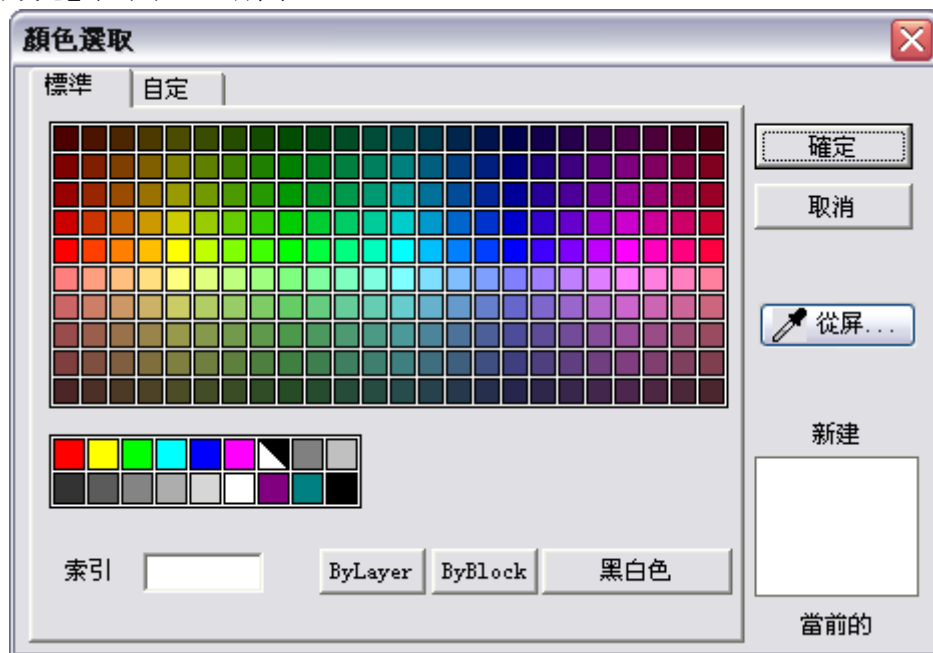 顏色選取
標準
自定
確定
取消
從屏...
新建
索引
ByLayer
ByBlock
黑白色
當前的